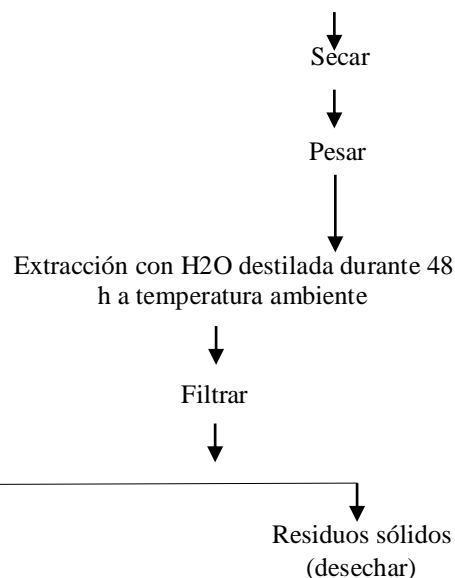 Secar
Pesar
Extracción con H2O destilada durante 48
h a temperatura ambiente
Filtrar
Residuos sólidos
(desechar)